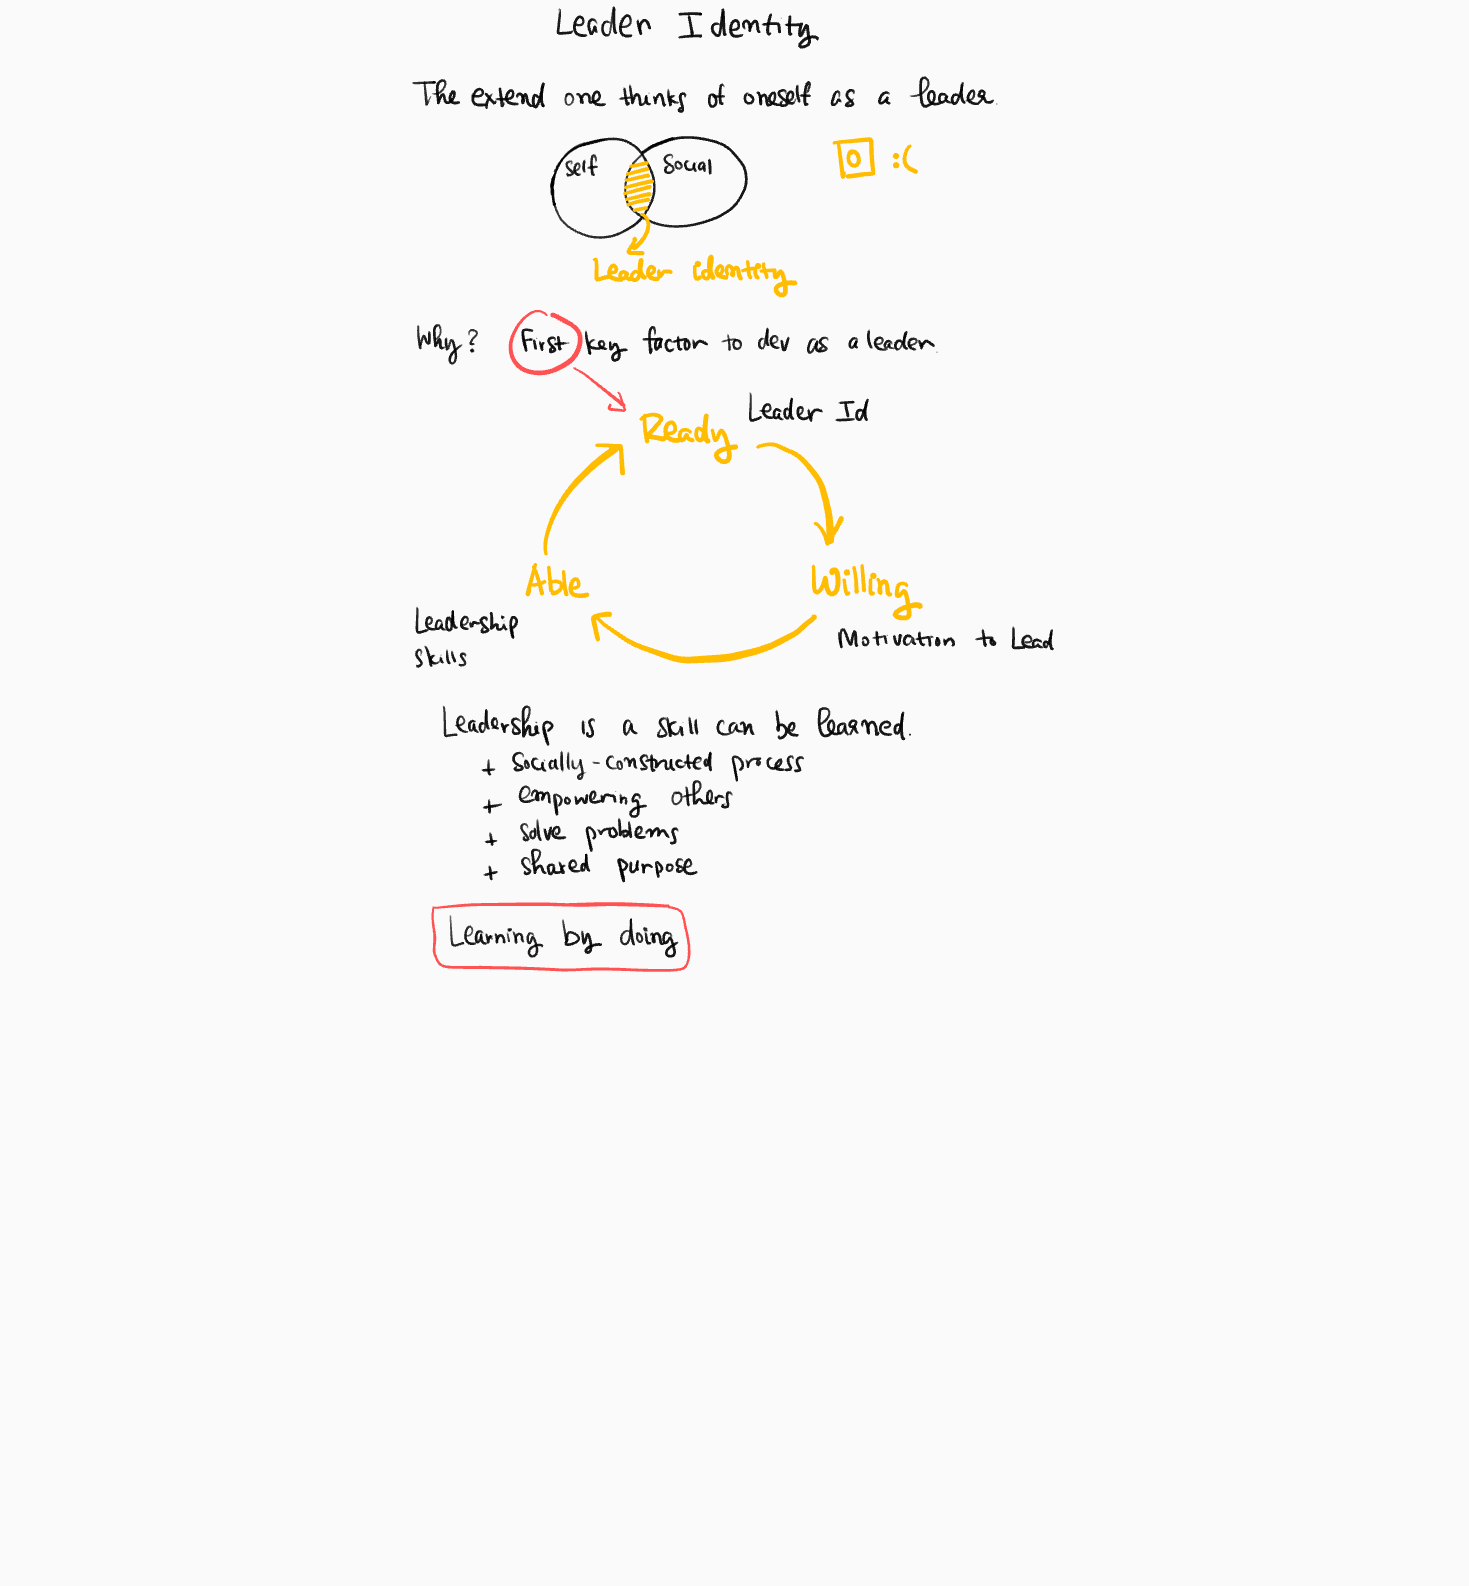 Leader Identity
The extend one thinks of oneself as a leader.
Self
Social
0 :(
Leader identity
Why? First key factor to dev as a leader.
Ready
Leader Id
Able
Willing
Leadership
Skills
Motivation to Lead
Leadership is a skill can be learned.
+ Socially-constructed process
+ empowering others
+ solve problems
+ shared purpose
Learning by doing